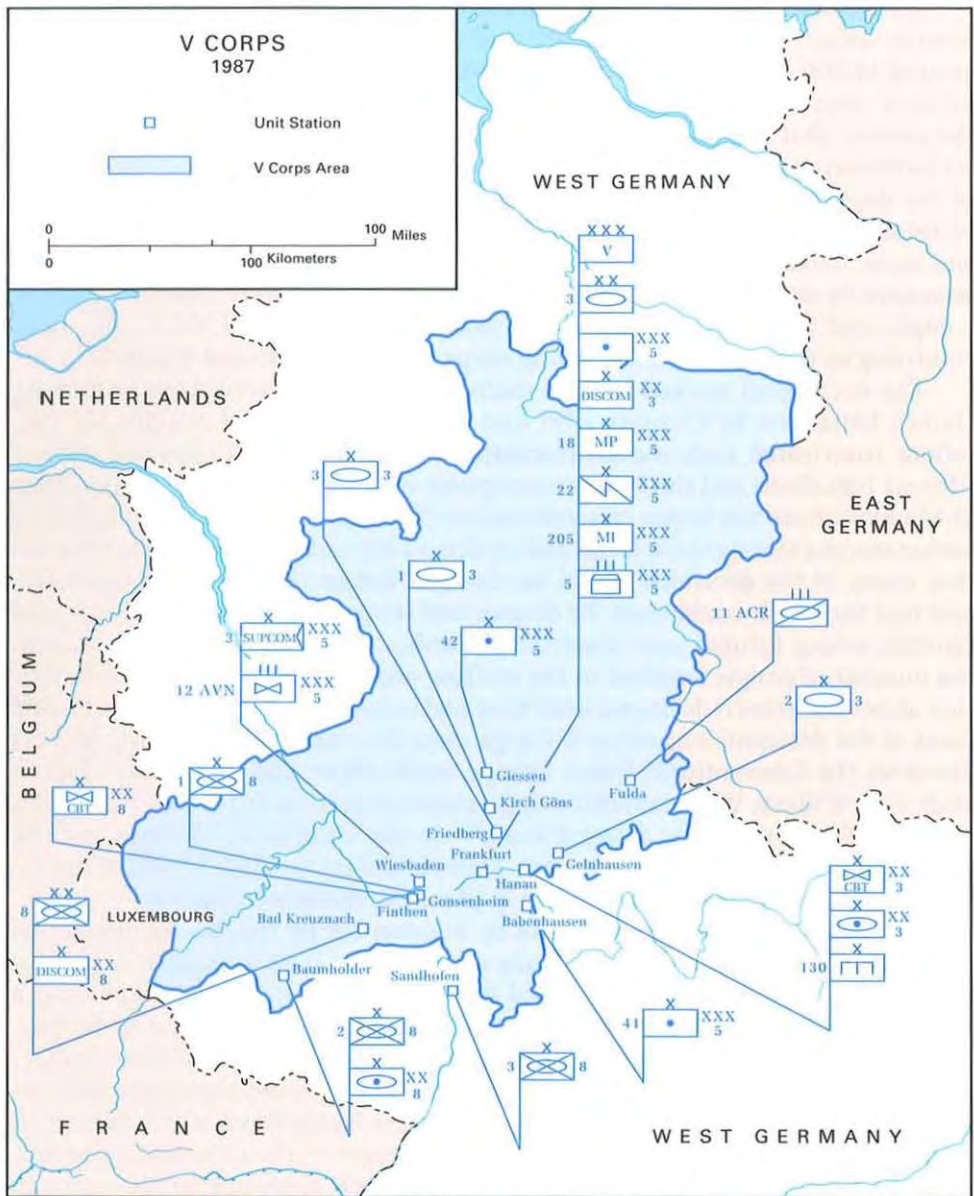 V CORPS
1987
Unit Station
V Corps Area
0 100 Miles
0 100 Kilometers
WEST GERMANY
NETHERLANDS
EAST
GERMANY
BELGIUM
LUXEMBOURG
FRANCE
WEST GERMANY
XXX
V
XX
3
X
XXX
5
X
DISCOM
XX
3
X
18 MP
XXX
5
X
22
XXX
5
X
205 MI
XXX
5
III
5
XXX
5
X
3 3
X
1 3
X
42
XXX
5
X
3 SUPCOM
XXX
5
III
12 AVN
XXX
5
III
11 ACR
X
2 3
X
1 8
X
CBT
XX
8
XX
8
X
DISCOM
XX
8
X
2 8
X
XX
8
X
3 8
X
41
XXX
5
X
CBT
XX
3
X
XX
3
X
130
Giessen
Kirch Göns
Friedberg
Fulda
Frankfurt
Gelnhausen
Wiesbaden
Hanau
Gonsenheim
Finthen
Babenhausen
Bad Kreuznach
Baumholder
Sandhofen